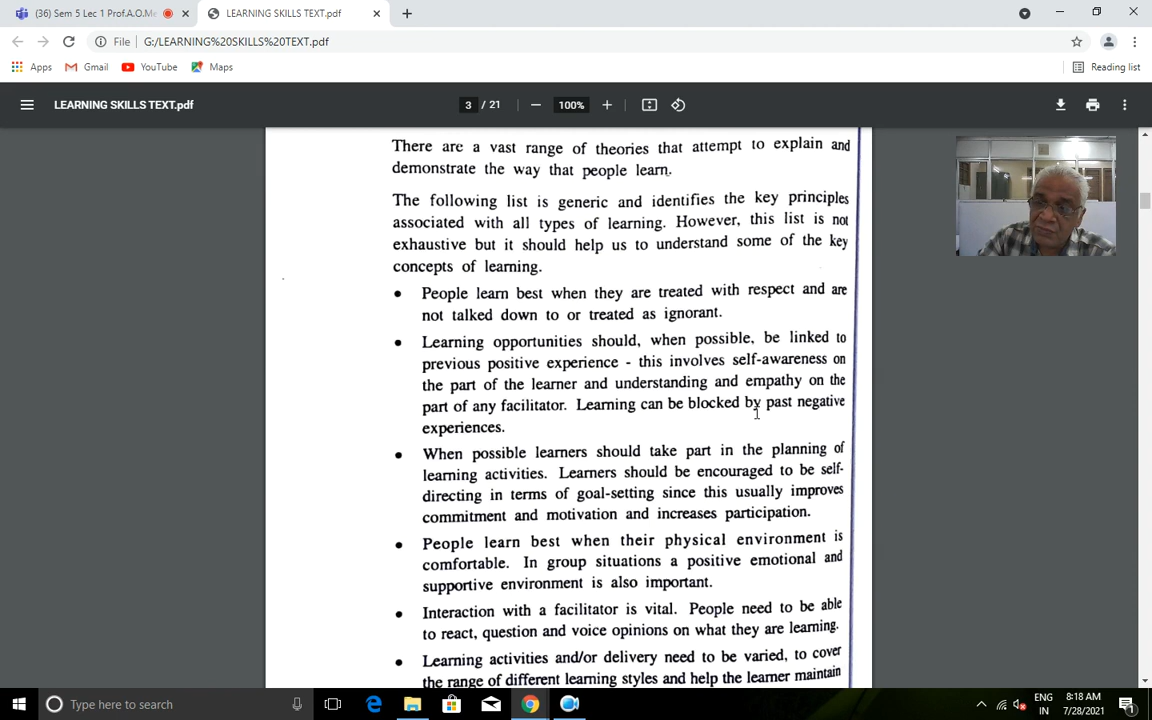 (36) Sem 5 Lec 1 Prof.A.O.Me
LEARNING SKILLS TEXT.pdf
File
G:/LEARNING%20SKILLS%20TEXT.pdf
Apps
Gmail
YouTube
Maps
Reading list
LEARNING SKILLS TEXT.pdf
3 / 21
100%
There are a vast range of theories that attempt to explain and
demonstrate the way that people learn.
The following list is generic and identifies the key principles
associated with all types of learning. However, this list is not
exhaustive but it should help us to understand some of the key
concepts of learning.
• People learn best when they are treated with respect and are
not talked down to or treated as ignorant.
• Learning opportunities should, when possible, be linked to
previous positive experience - this involves self-awareness on
the part of the learner and understanding and empathy on the
part of any facilitator. Learning can be blocked by past negative
experiences.
• When possible learners should take part in the planning of
learning activities. Learners should be encouraged to be self-
directing in terms of goal-setting since this usually improves
commitment and motivation and increases participation.
• People learn best when their physical environment is
comfortable. In group situations a positive emotional and
supportive environment is also important.
• Interaction with a facilitator is vital. People need to be able
to react, question and voice opinions on what they are learning.
• Learning activities and/or delivery need to be varied, to cover
the range of different learning styles and help the learner maintain
Type here to search
ENG
IN
8:18 AM
7/28/2021
1